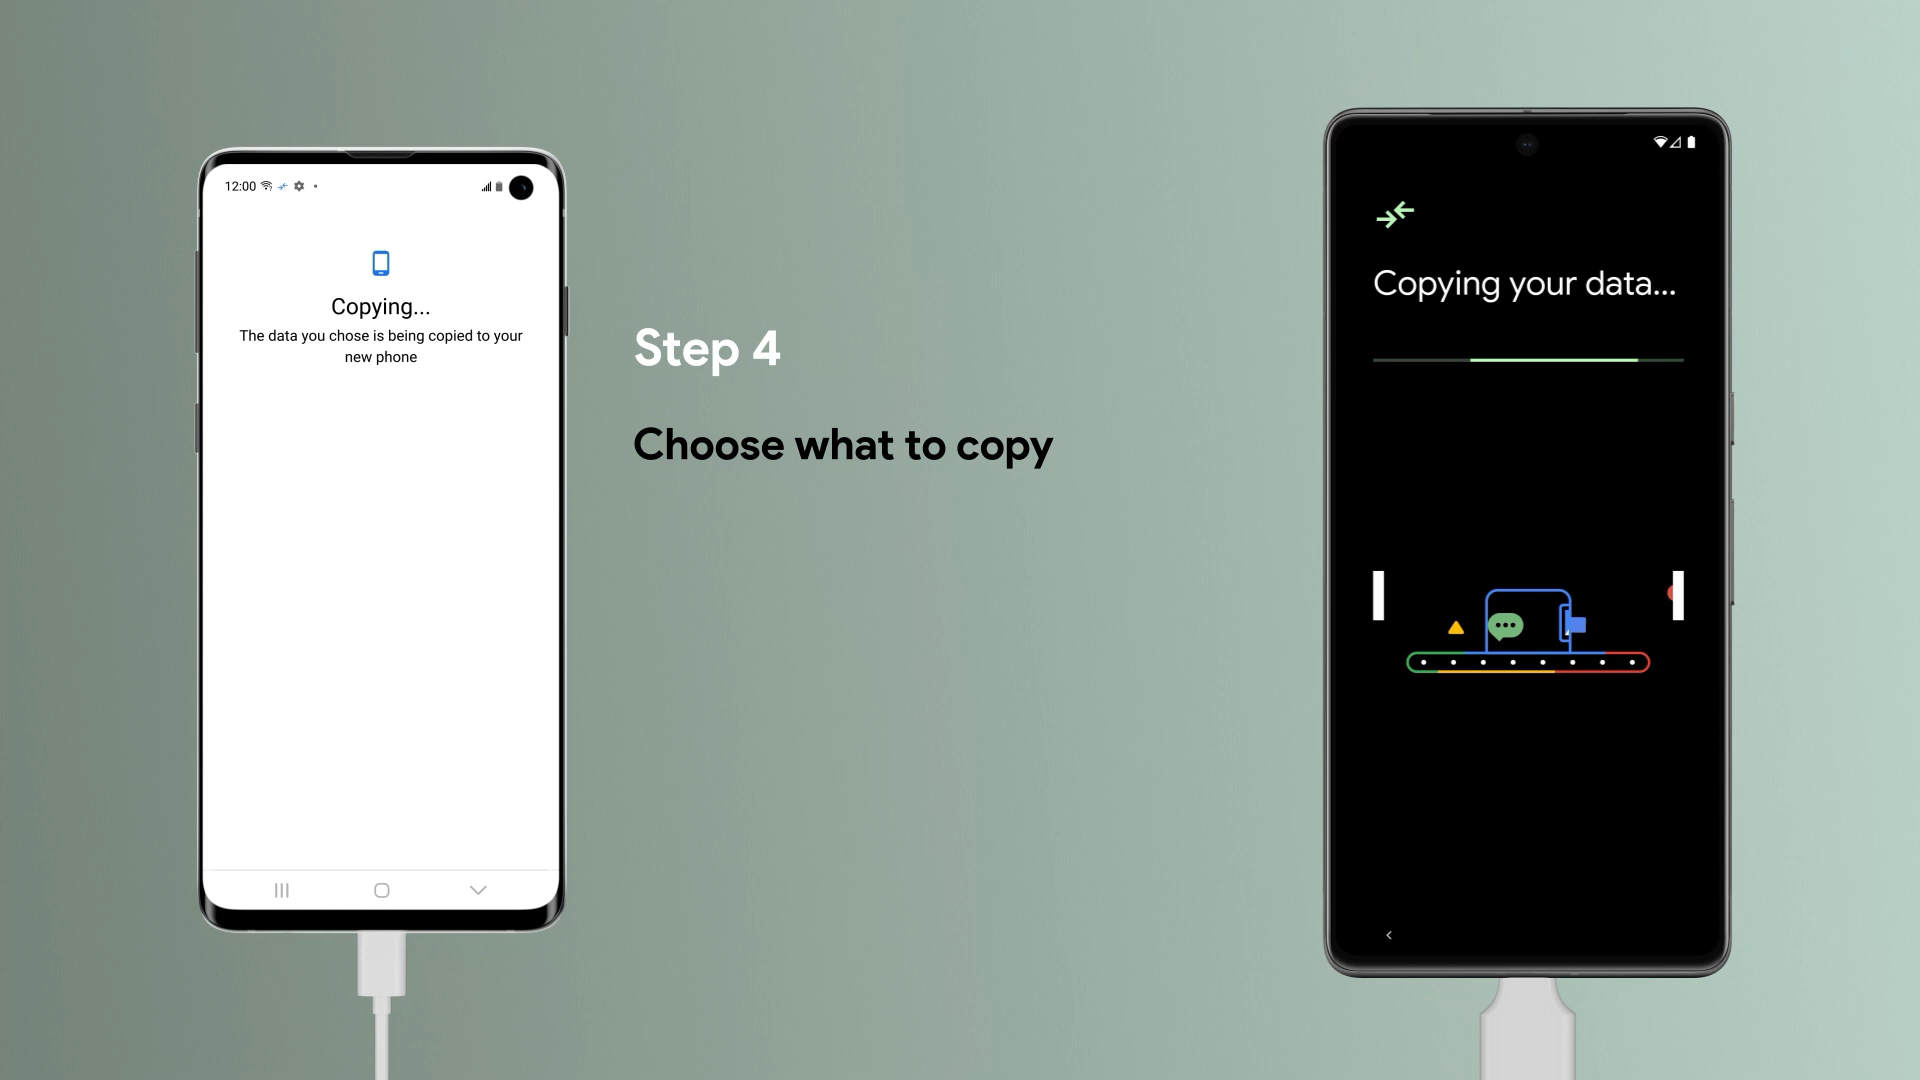 12:00
Copying...
The data you chose is being copied to your
new phone
Step 4
Choose what to copy
Copying your data...